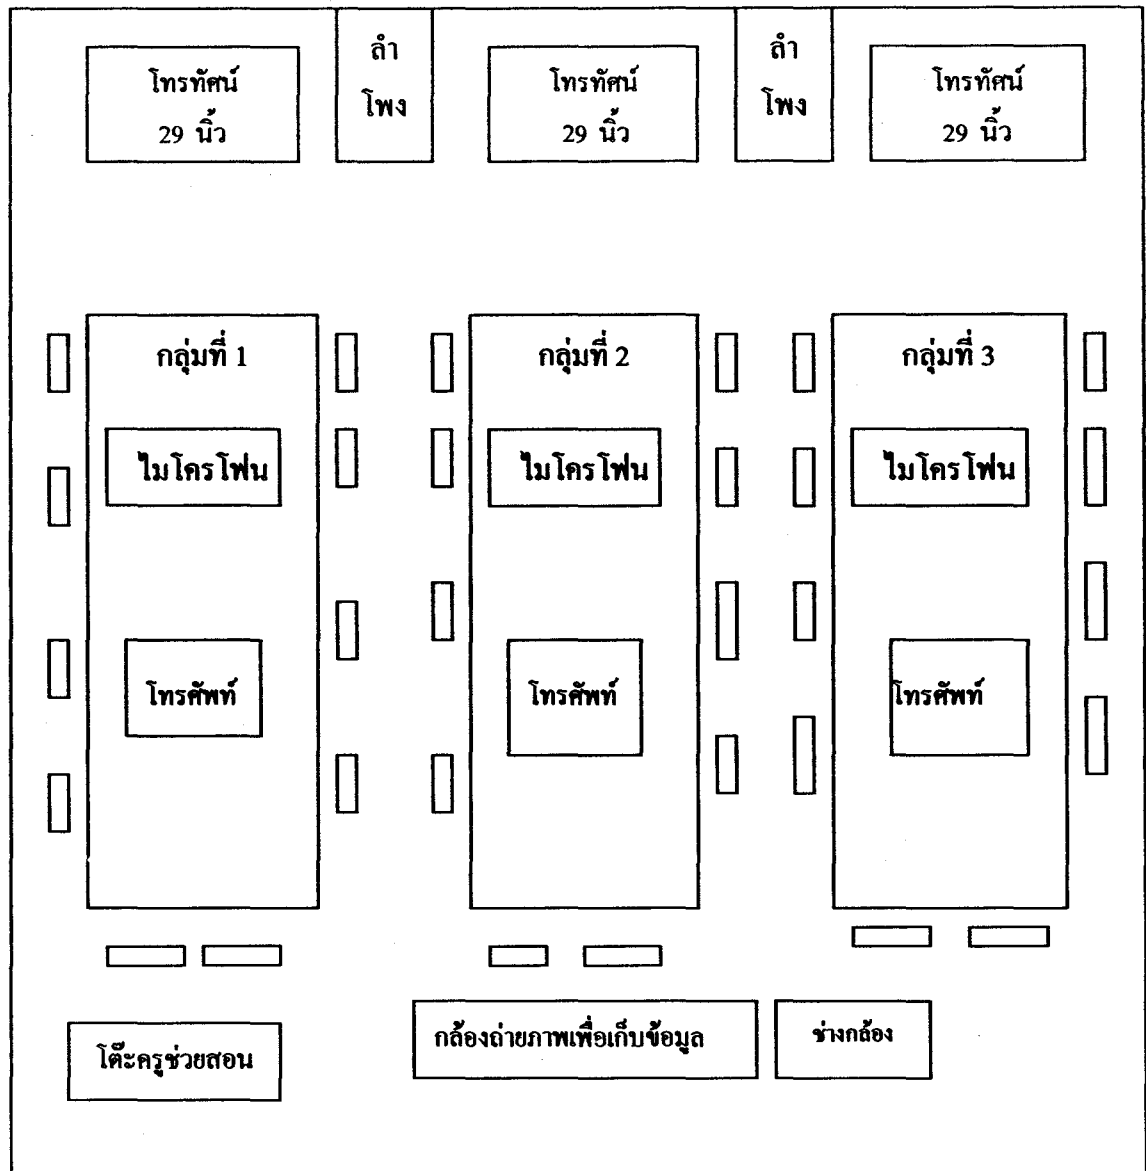 โทรทัศน์
29 นิ้ว
ลำ
โพง
โทรทัศน์
29 นิ้ว
ลำ
โพง
โทรทัศน์
29 นิ้ว
กลุ่มที่ 1
กลุ่มที่ 2
กลุ่มที่ 3
ไมโครโฟน
ไมโครโฟน
ไมโครโฟน
โทรศัพท์
โทรศัพท์
โทรศัพท์
โต๊ะครูช่วยสอน
กล้องถ่ายภาพเพื่อเก็บข้อมูล
ช่างกล้อง